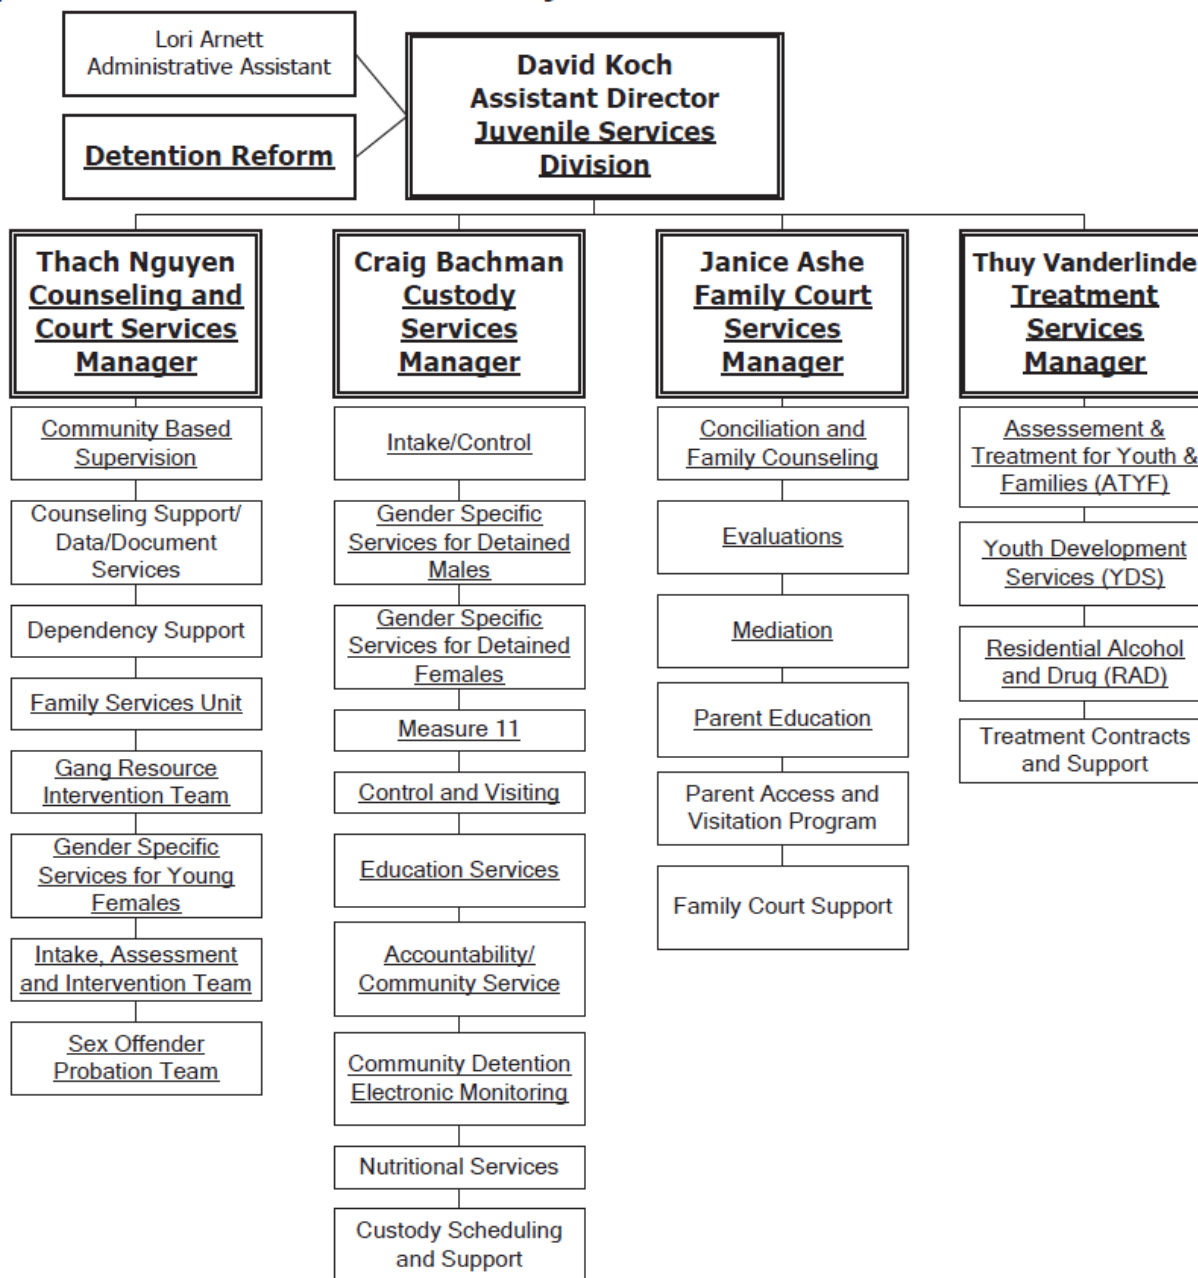 Lori Arnett
Administrative Assistant
Detention Reform
David Koch
Assistant Director
Juvenile Services
Division
Thach Nguyen
Counseling and
Court Services
Manager
Community Based
Supervision
Counseling Support/
Data/Document
Services
Dependency Support
Family Services Unit
Gang Resource
Intervention Team
Gender Specific
Services for Young
Females
Intake, Assessment
and Intervention Team
Sex Offender
Probation Team
Craig Bachman
Custody
Services
Manager
Intake/Control
Gender Specific
Services for Detained
Males
Gender Specific
Services for Detained
Females
Measure 11
Control and Visiting
Education Services
Accountability/
Community Service
Community Detention
Electronic Monitoring
Nutritional Services
Custody Scheduling
and Support
Janice Ashe
Family Court
Services
Manager
Conciliation and
Family Counseling
Evaluations
Mediation
Parent Education
Parent Access and
Visitation Program
Family Court Support
Thuy Vanderlinde
Treatment
Services
Manager
Assessement &
Treatment for Youth &
Families (ATYF)
Youth Development
Services (YDS)
Residential Alcohol
and Drug (RAD)
Treatment Contracts
and Support